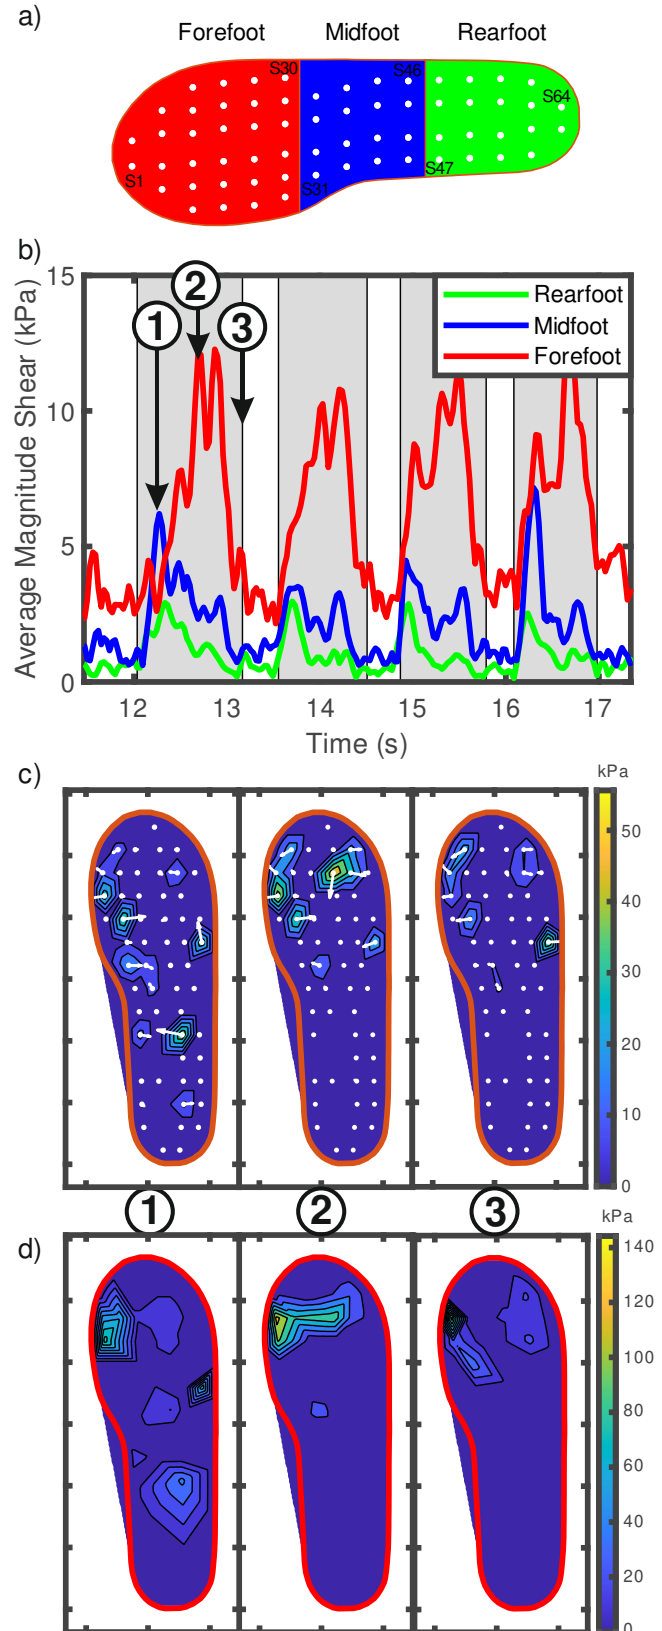 a)
Forefoot Midfoot Rearfoot
S30 S46
S64
S1 S31 S47
b)
15
10
5
0
Average Magnitude Shear (kPa)
1 2 3
Rearfoot
Midfoot
Forefoot
12 13 14 15 16 17
Time (s)
c)
kPa
50
40
30
20
10
0
1 2 3
d)
kPa
140
120
100
80
60
40
20
0